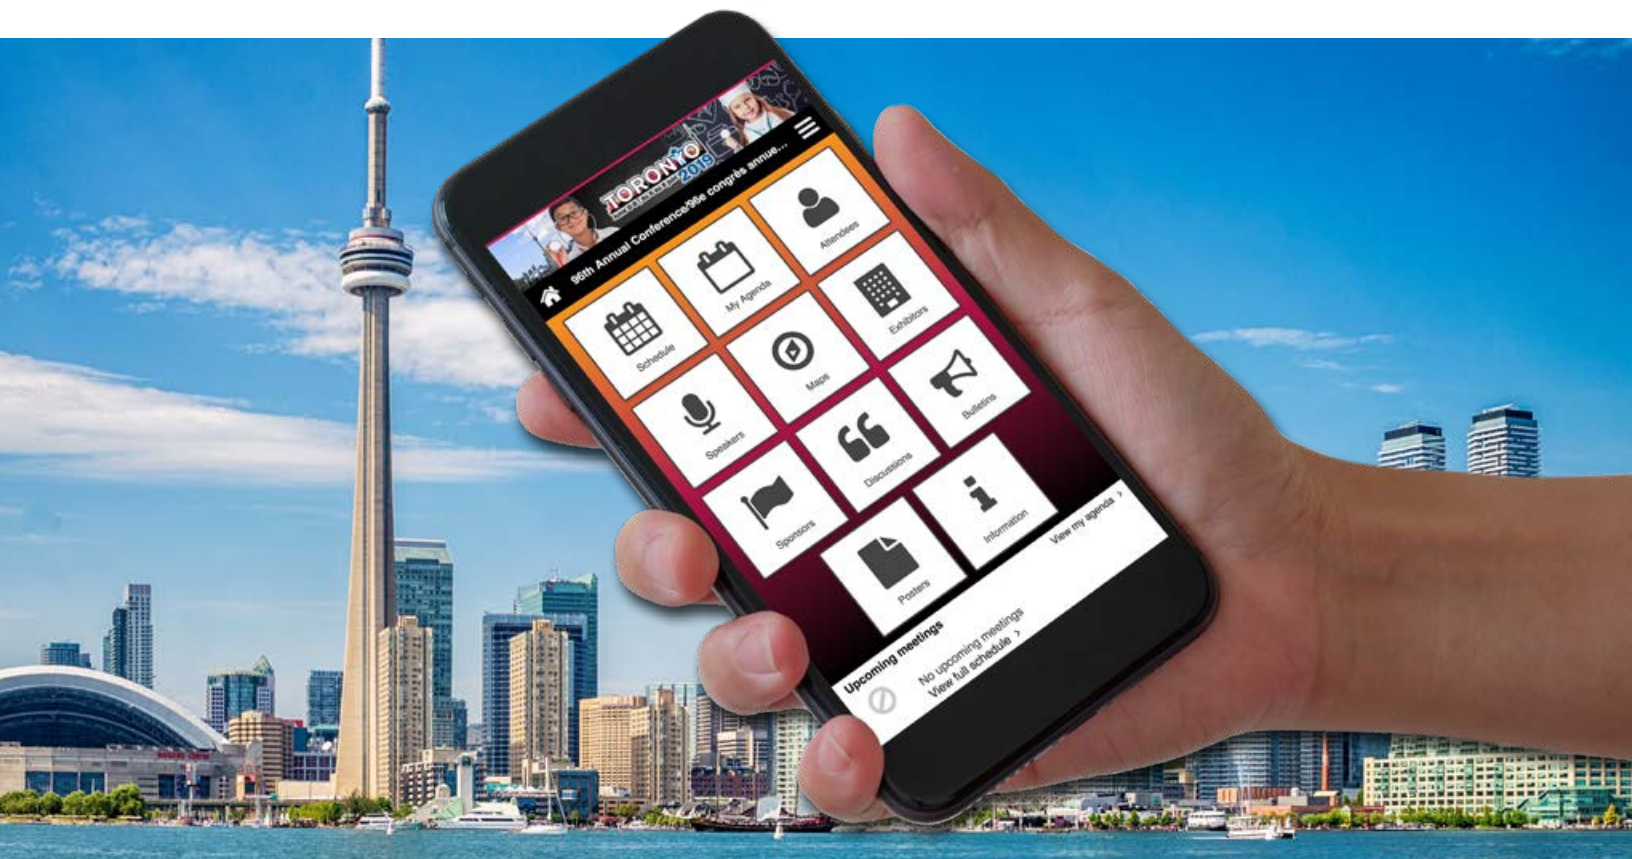 TORONTO
2019
96th Annual Conference/96e congrès annue...
Schedule
My Agenda
Attendees
Speakers
Maps
Exhibitors
Sponsors
Discussions
Bulletins
Posters
Information
Upcoming meetings
View my agenda >
No upcoming meetings
View full schedule >